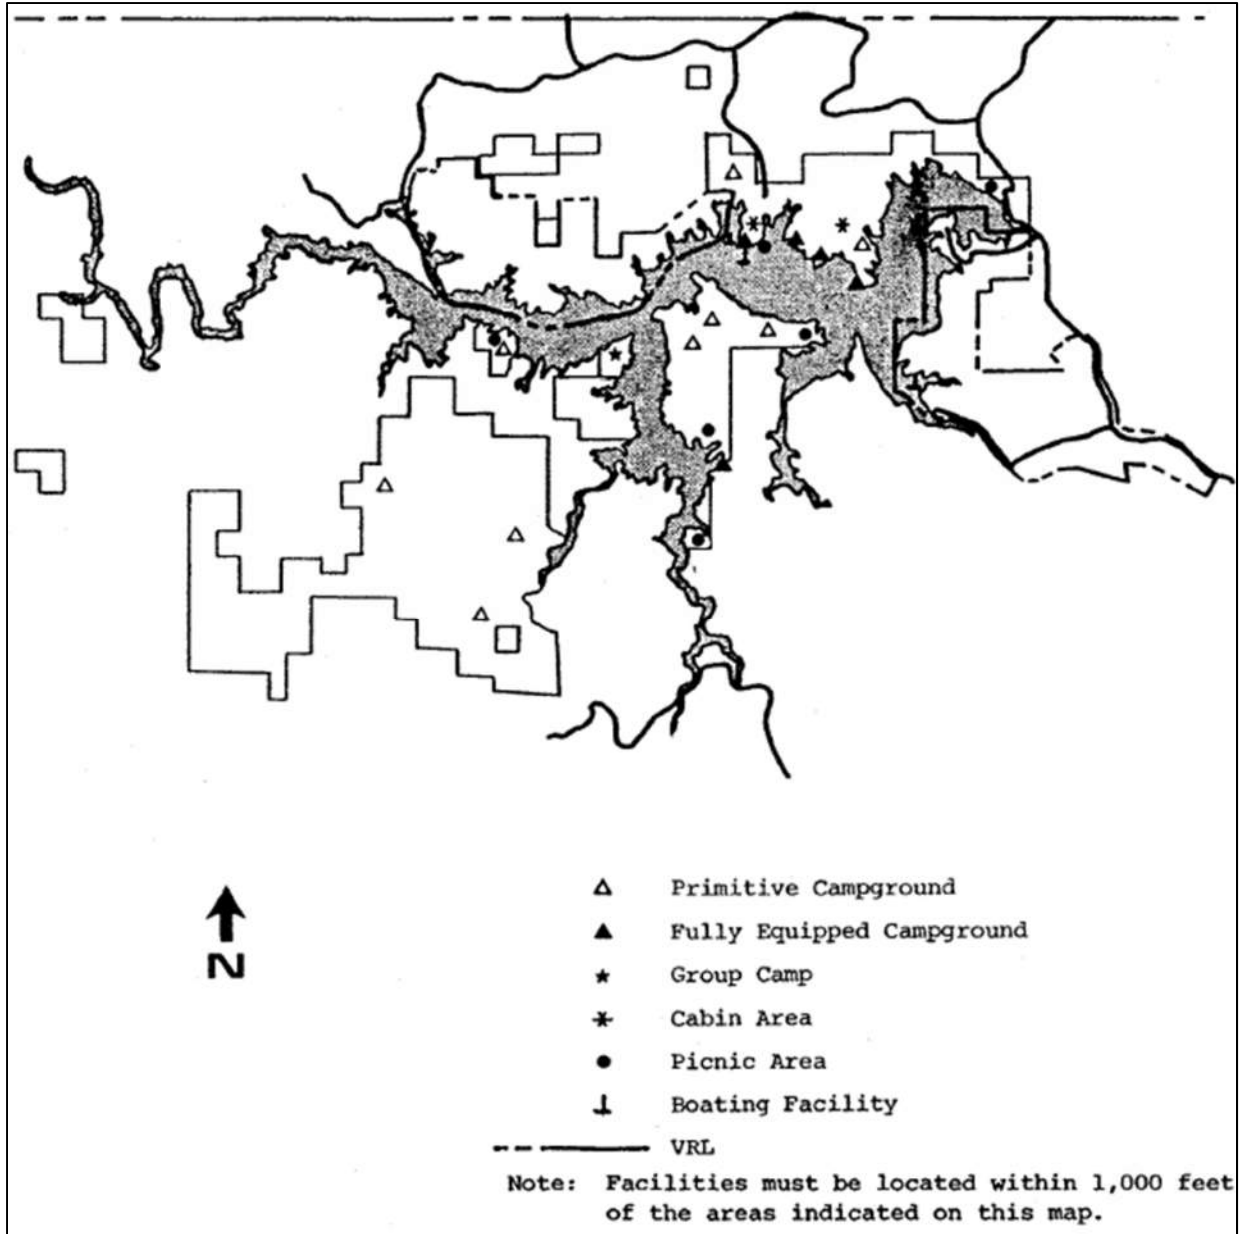 N
Primitive Campground
Fully Equipped Campground
Group Camp
Cabin Area
Picnic Area
Boating Facility
VRL
Note: Facilities must be located within 1,000 feet
of the areas indicated on this map.